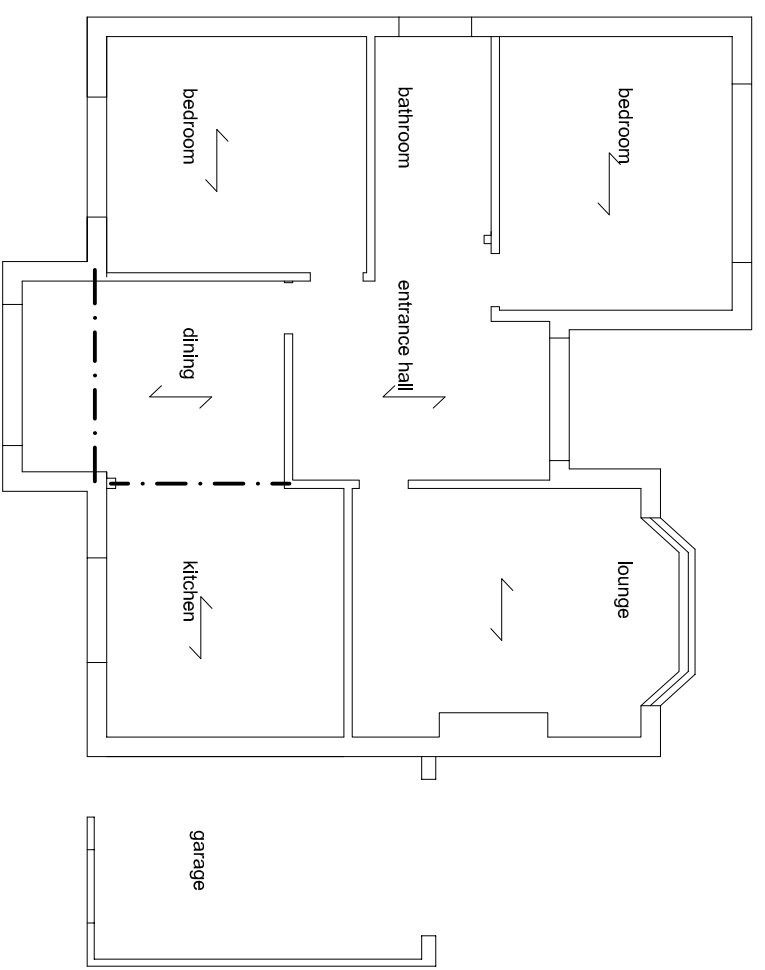 bedroom
bathroom
bedroom
entrance hall
dining
lounge
kitchen
garage